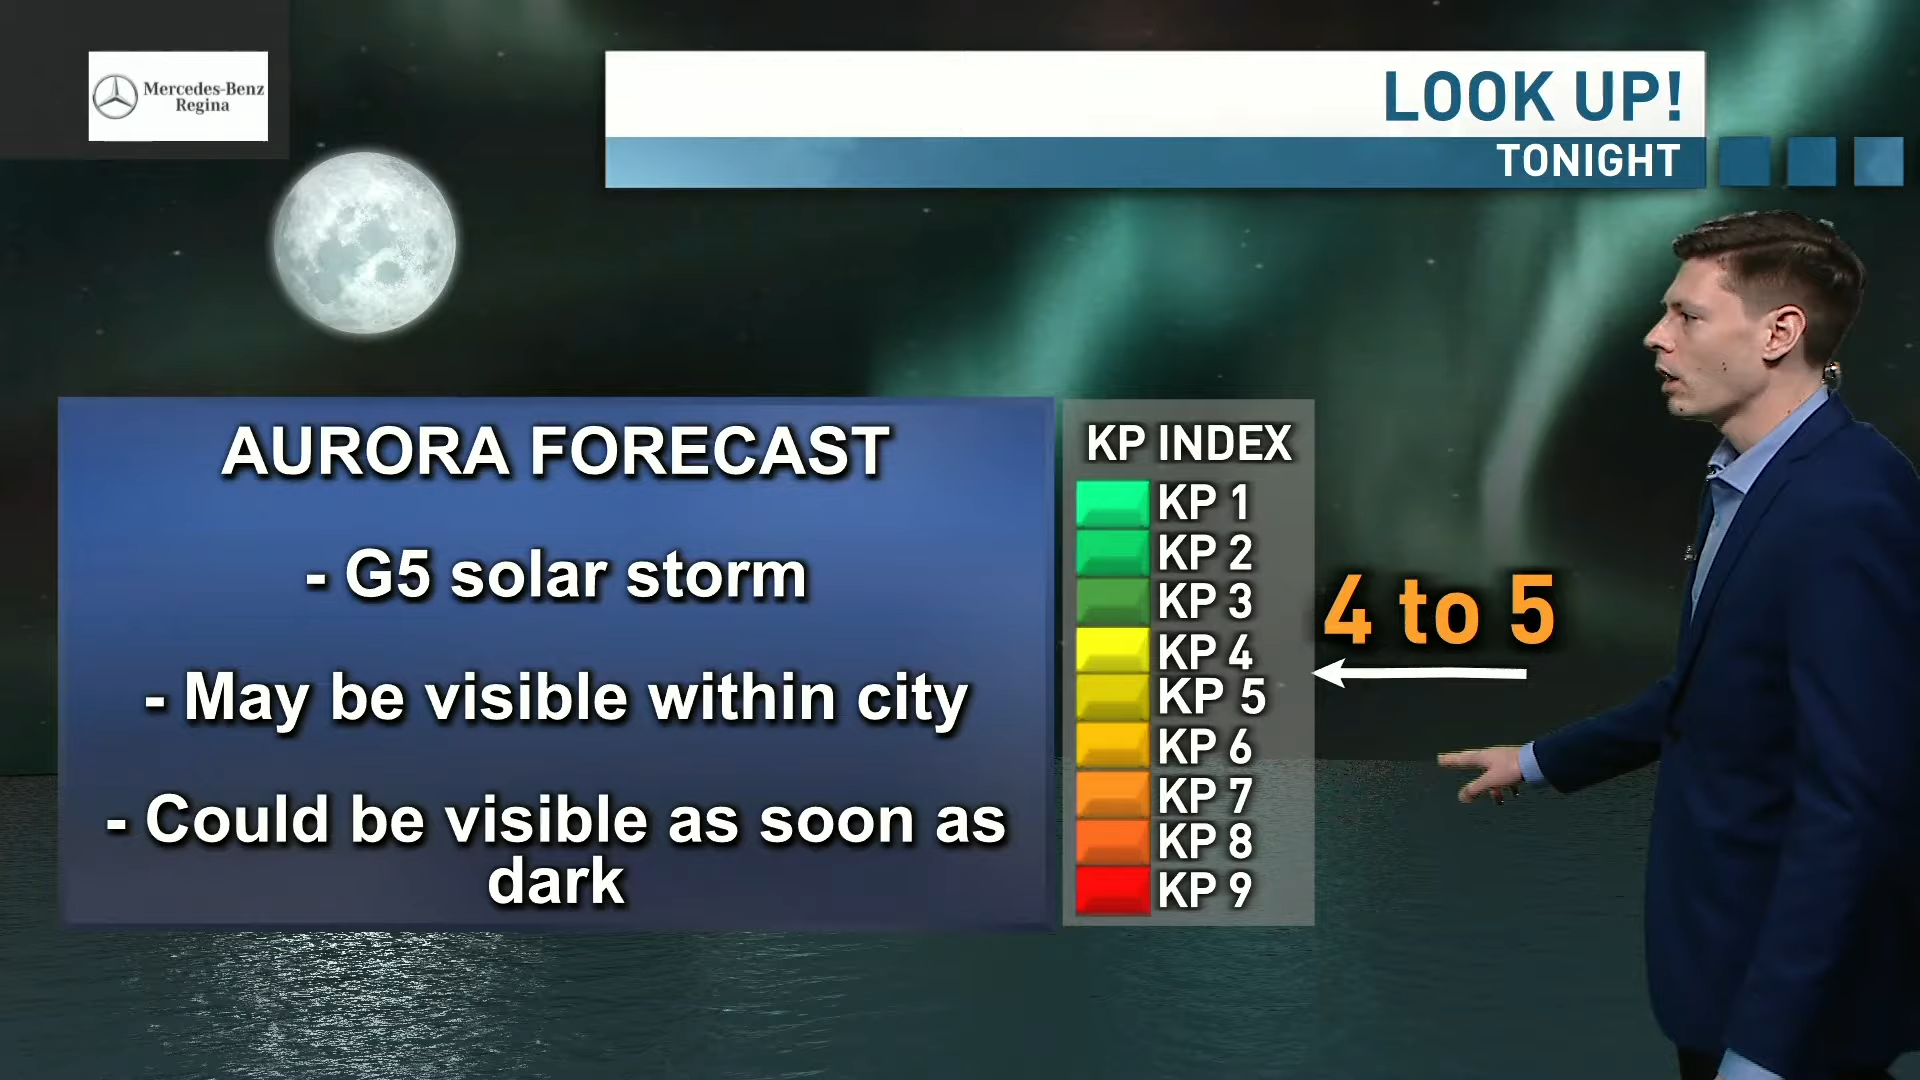 Mercedes-Benz
Regina
LOOK UP!
TONIGHT
AURORA FORECAST
- G5 solar storm
- May be visible within city
- Could be visible as soon as
dark
KP INDEX
KP 1
KP 2
KP 3
KP 4
KP 5
KP 6
KP 7
KP 8
KP 9
4 to 5